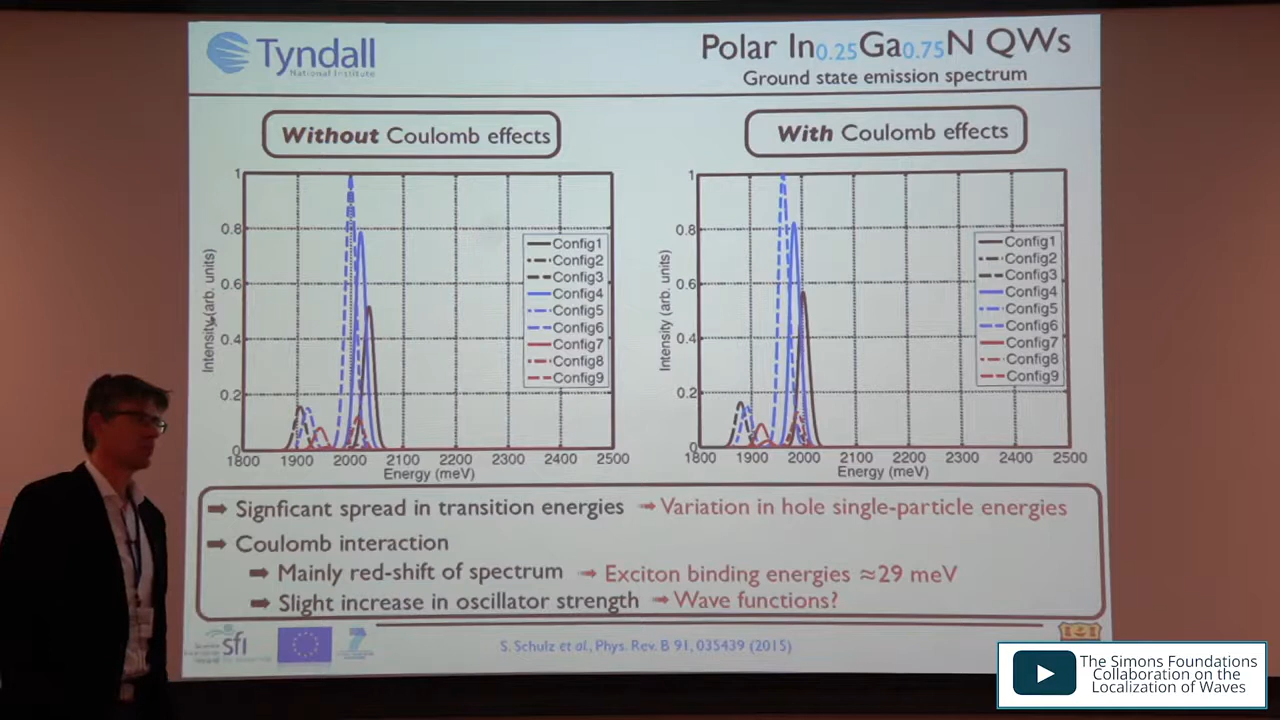 Tyndall
National Institute
Polar In0.25Ga0.75N QWs
Ground state emission spectrum
Without Coulomb effects
With Coulomb effects
Intensity (arb. units)
1
0.8
0.6
0.4
0.2
0
1800 1900 2000 2100 2200 2300 2400 2500
Energy (meV)
Config1
Config2
Config3
Config4
Config5
Config6
Config7
Config8
Config9
Intensity (arb. units)
1
0.8
0.6
0.4
0.2
0
1800 1900 2000 2100 2200 2300 2400 2500
Energy (meV)
Config1
Config2
Config3
Config4
Config5
Config6
Config7
Config8
Config9
➡ Signficant spread in transition energies ➡ Variation in hole single-particle energies
➡ Coulomb interaction
➡ Mainly red-shift of spectrum ➡ Exciton binding energies ≈29 meV
➡ Slight increase in oscillator strength ➡ Wave functions?
sfi
S. Schulz et al., Phys. Rev. B 91, 035439 (2015)
The Simons Foundations
Collaboration on the
Localization of Waves